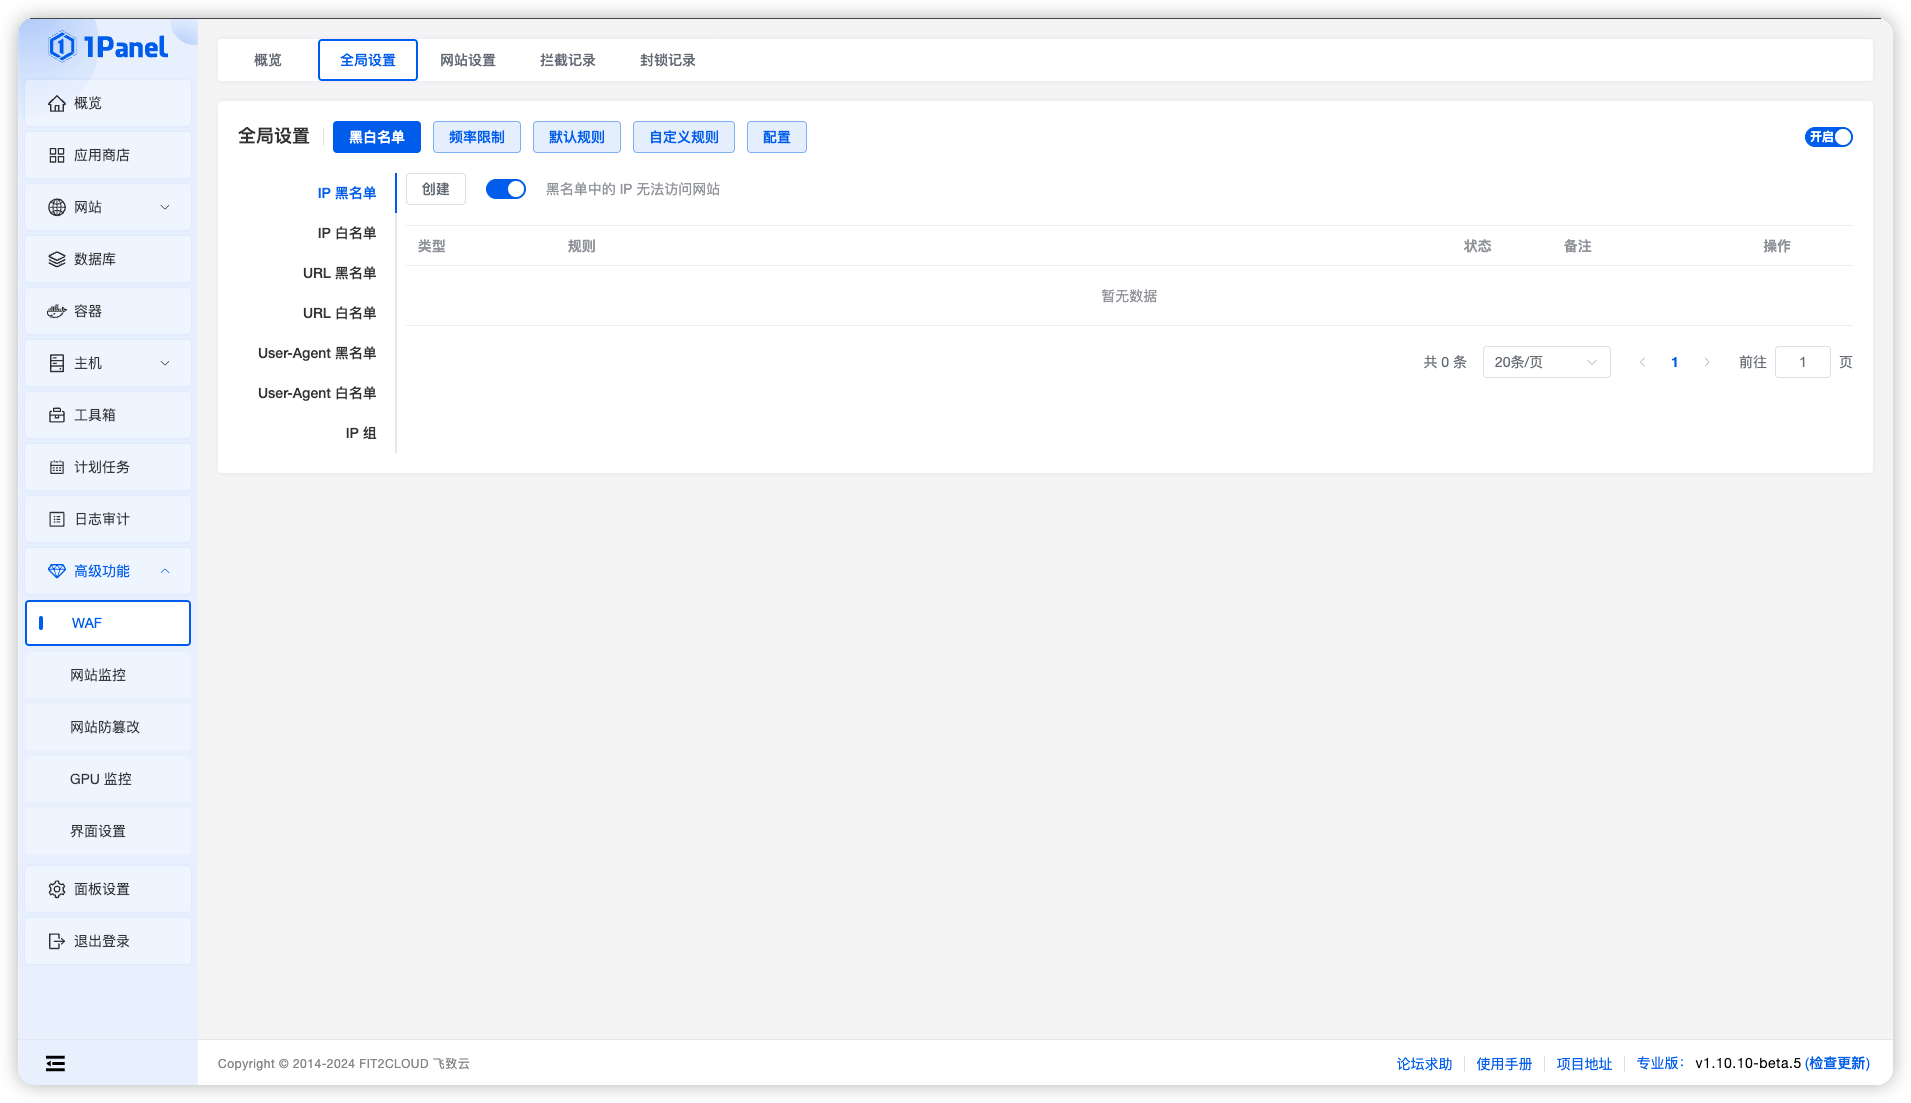 1Panel
概览
应用商店
网站
数据库
容器
主机
工具箱
计划任务
日志审计
高级功能
WAF
网站监控
网站防篡改
GPU 监控
界面设置
面板设置
退出登录
概览 全局设置 网站设置 拦截记录 封锁记录
全局设置 黑白名单 频率限制 默认规则 自定义规则 配置 开启
IP 黑名单
IP 白名单
URL 黑名单
URL 白名单
User-Agent 黑名单
User-Agent 白名单
IP 组
创建 黑名单中的 IP 无法访问网站
类型 规则 状态 备注 操作
暂无数据
共 0 条 20条/页 1 前往 1 页
Copyright © 2014-2024 FIT2CLOUD 飞致云
论坛求助 使用手册 项目地址 专业版： v1.10.10-beta.5 (检查更新)